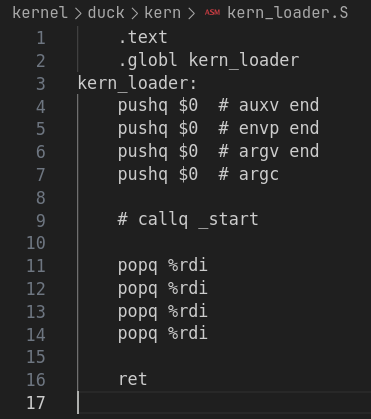 kernel > duck > kern > ASM kern_loader.S
1 .text
2 .globl kern_loader
3 kern_loader:
4 pushq $0 # auxv end
5 pushq $0 # envp end
6 pushq $0 # argv end
7 pushq $0 # argc
8
9 # callq _start
10
11 popq %rdi
12 popq %rdi
13 popq %rdi
14 popq %rdi
15
16 ret
17